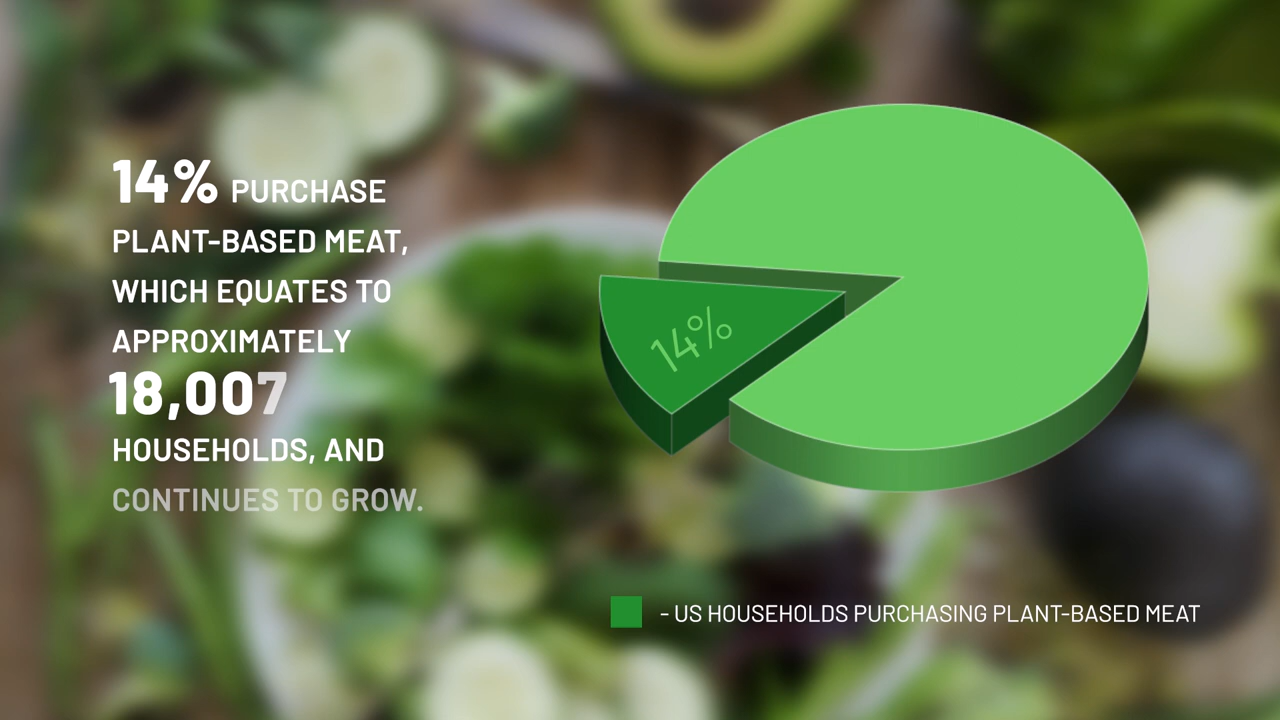 14% PURCHASE
PLANT-BASED MEAT,
WHICH EQUATES TO
APPROXIMATELY
18,007
HOUSEHOLDS, AND
CONTINUES TO GROW.
14%
- US HOUSEHOLDS PURCHASING PLANT-BASED MEAT